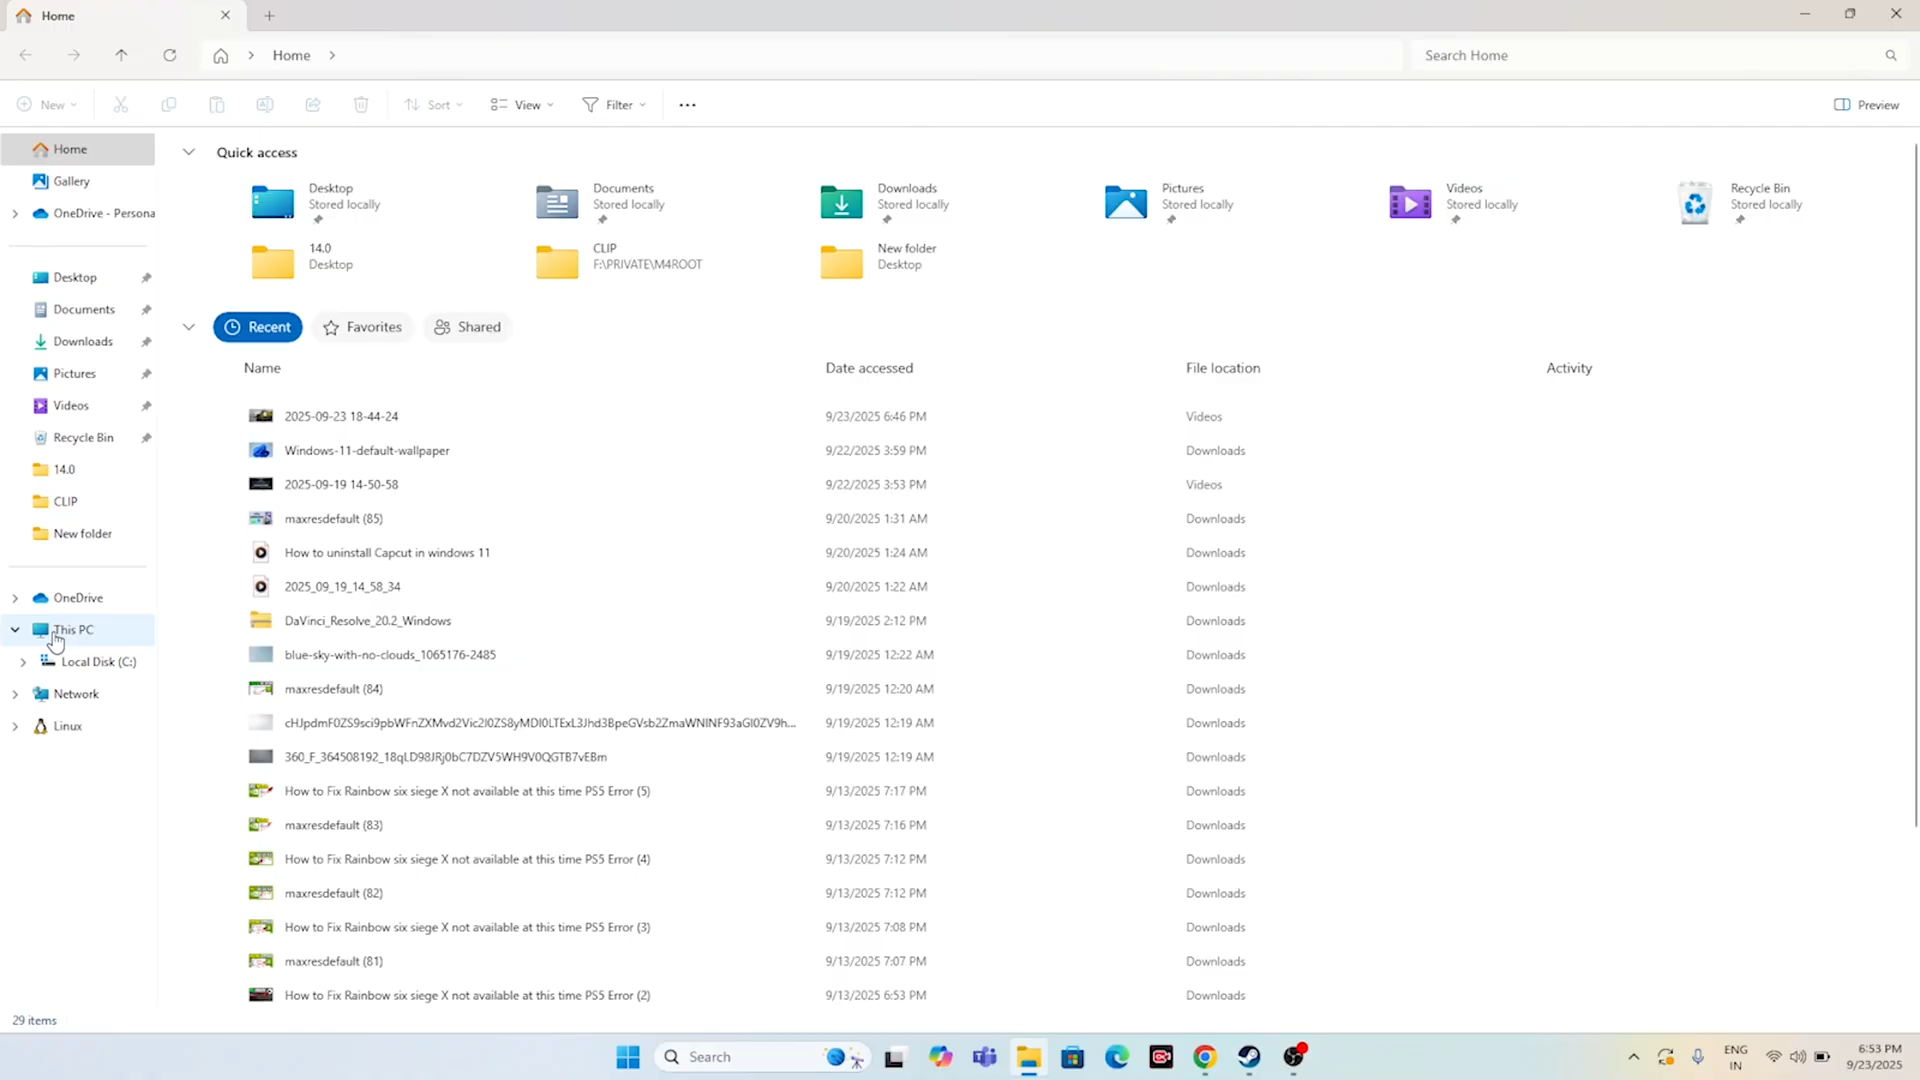 Home
Home
Search Home
New
Sort
View
Filter
Preview
Home
Gallery
OneDrive - Persona
Desktop
Documents
Downloads
Pictures
Videos
Recycle Bin
14.0
CLIP
New folder
OneDrive
This PC
Local Disk (C:)
Network
Linux
Quick access
Desktop
Stored locally
Documents
Stored locally
Downloads
Stored locally
Pictures
Stored locally
Videos
Stored locally
Recycle Bin
Stored locally
14.0
Desktop
CLIP
F:\PRIVATE\M4ROOT
New folder
Desktop
Recent
Favorites
Shared
Name Date accessed File location Activity
2025-09-23 18-44-24 9/23/2025 6:46 PM Videos
Windows-11-default-wallpaper 9/22/2025 3:59 PM Downloads
2025-09-19 14-50-58 9/22/2025 3:53 PM Videos
maxresdefault (85) 9/20/2025 1:31 AM Downloads
How to uninstall Capcut in windows 11 9/20/2025 1:24 AM Downloads
2025_09_19_14_58_34 9/20/2025 1:22 AM Downloads
DaVinci_Resolve_20.2_Windows 9/19/2025 2:12 PM Downloads
blue-sky-with-no-clouds_1065176-2485 9/19/2025 12:22 AM Downloads
maxresdefault (84) 9/19/2025 12:20 AM Downloads
9/19/2025 12:19 AM Downloads
360_F_364508192_18qLD98JRj0bC7DZV5WH9V0QGTB7vEBm 9/19/2025 12:19 AM Downloads
How to Fix Rainbow six siege X not available at this time PS5 Error (5) 9/13/2025 7:17 PM Downloads
maxresdefault (83) 9/13/2025 7:16 PM Downloads
How to Fix Rainbow six siege X not available at this time PS5 Error (4) 9/13/2025 7:12 PM Downloads
maxresdefault (82) 9/13/2025 7:12 PM Downloads
How to Fix Rainbow six siege X not available at this time PS5 Error (3) 9/13/2025 7:08 PM Downloads
maxresdefault (81) 9/13/2025 7:07 PM Downloads
How to Fix Rainbow six siege X not available at this time PS5 Error (2) 9/13/2025 6:53 PM Downloads
29 items
Search
ENG
IN
6:53 PM
9/23/2025